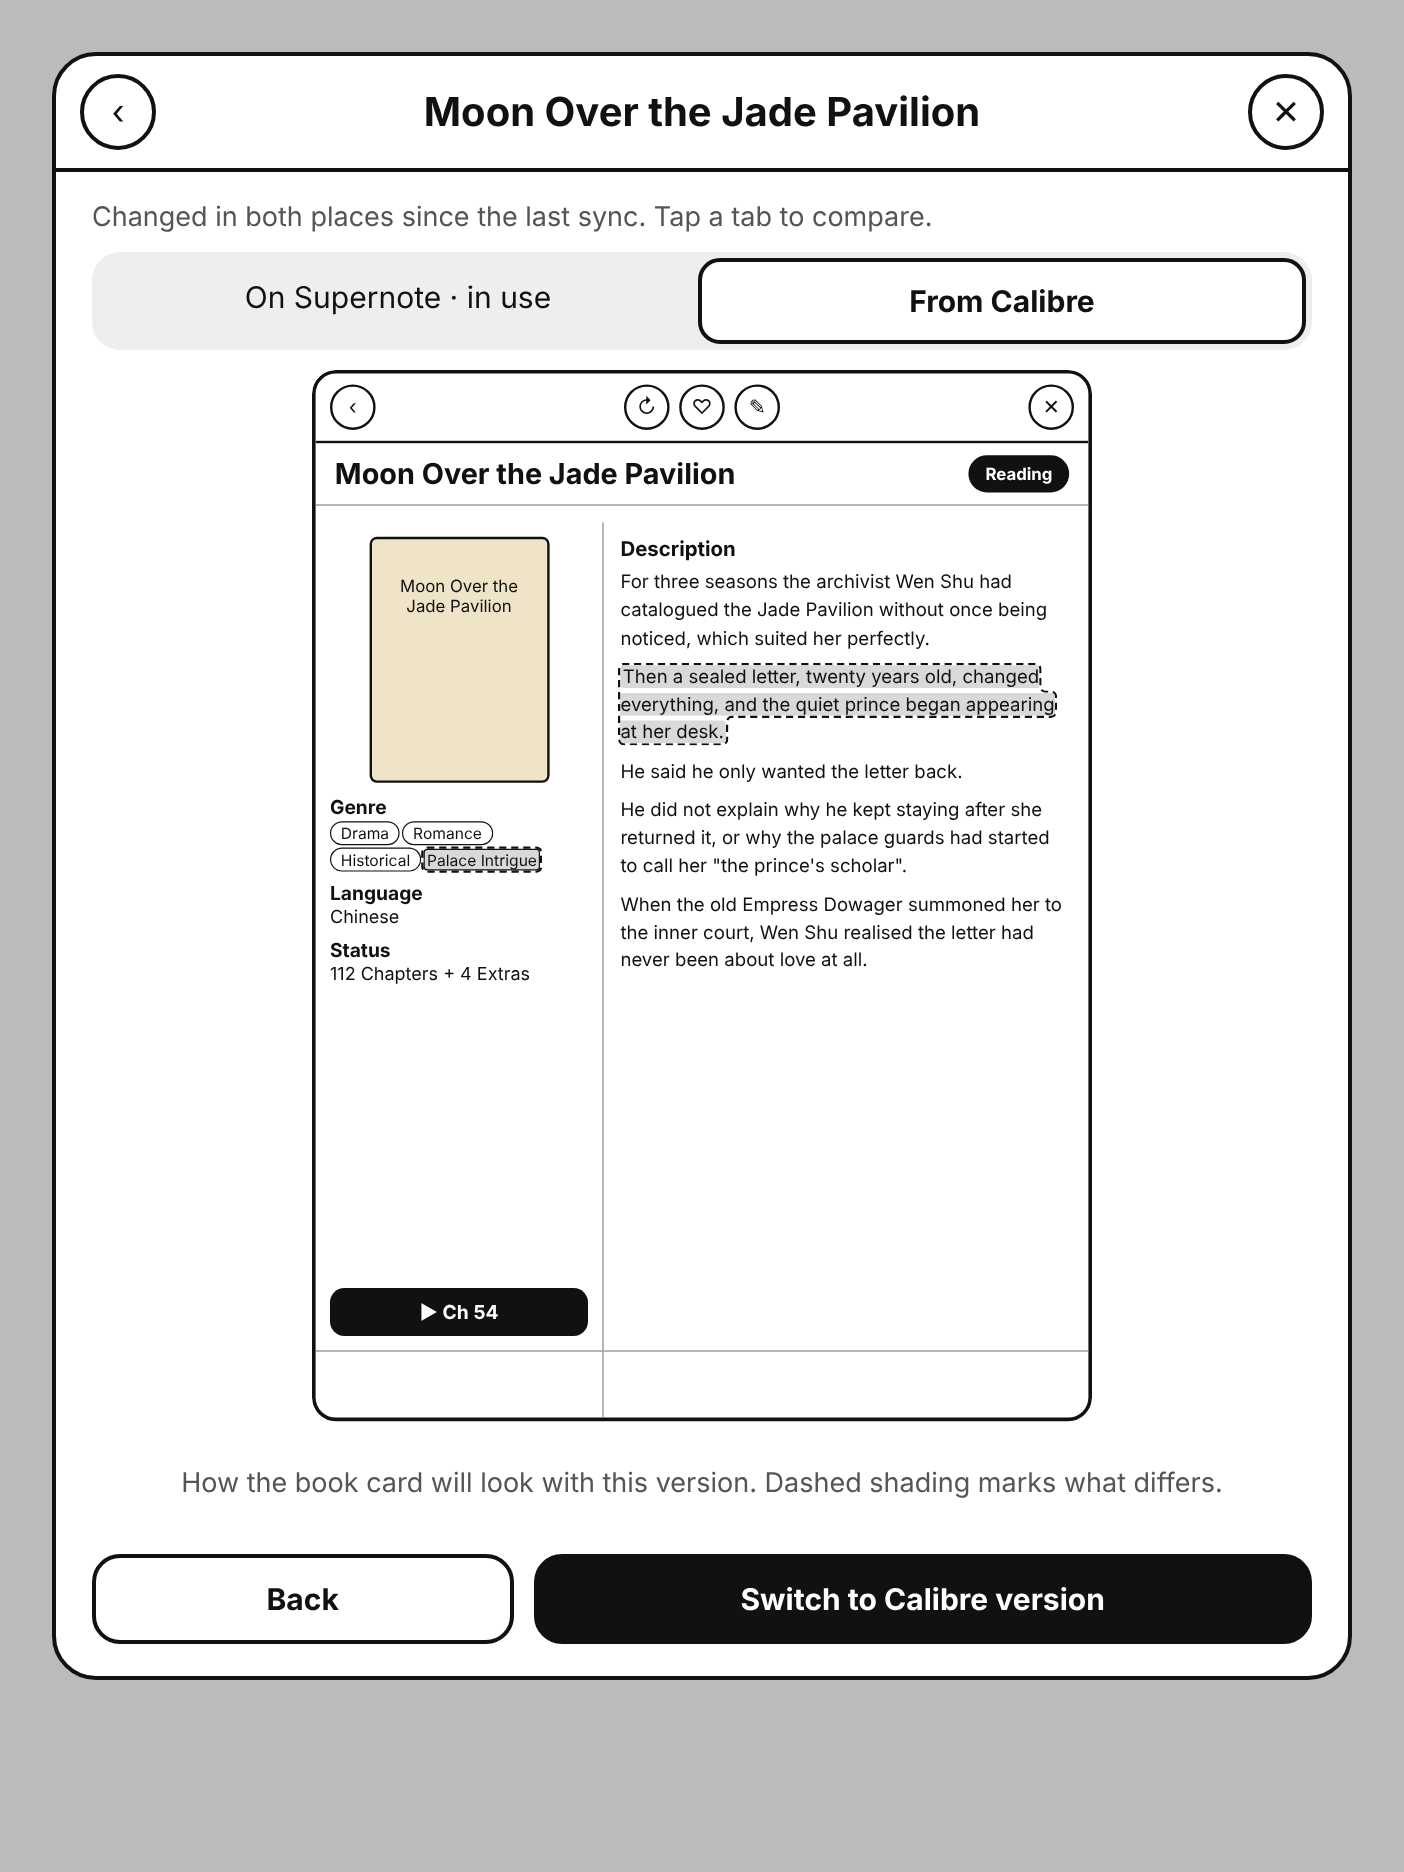 Moon Over the Jade Pavilion
Changed in both places since the last sync. Tap a tab to compare.
On Supernote · in use
From Calibre
Moon Over the Jade Pavilion
Reading
Moon Over the
Jade Pavilion
Genre
Drama
Romance
Historical
Palace Intrigue
Language
Chinese
Status
112 Chapters + 4 Extras
▶ Ch 54
Description
For three seasons the archivist Wen Shu had
catalogued the Jade Pavilion without once being
noticed, which suited her perfectly.
Then a sealed letter, twenty years old, changed
everything, and the quiet prince began appearing
at her desk.
He said he only wanted the letter back.
He did not explain why he kept staying after she
returned it, or why the palace guards had started
to call her "the prince's scholar".
When the old Empress Dowager summoned her to
the inner court, Wen Shu realised the letter had
never been about love at all.
How the book card will look with this version. Dashed shading marks what differs.
Back
Switch to Calibre version